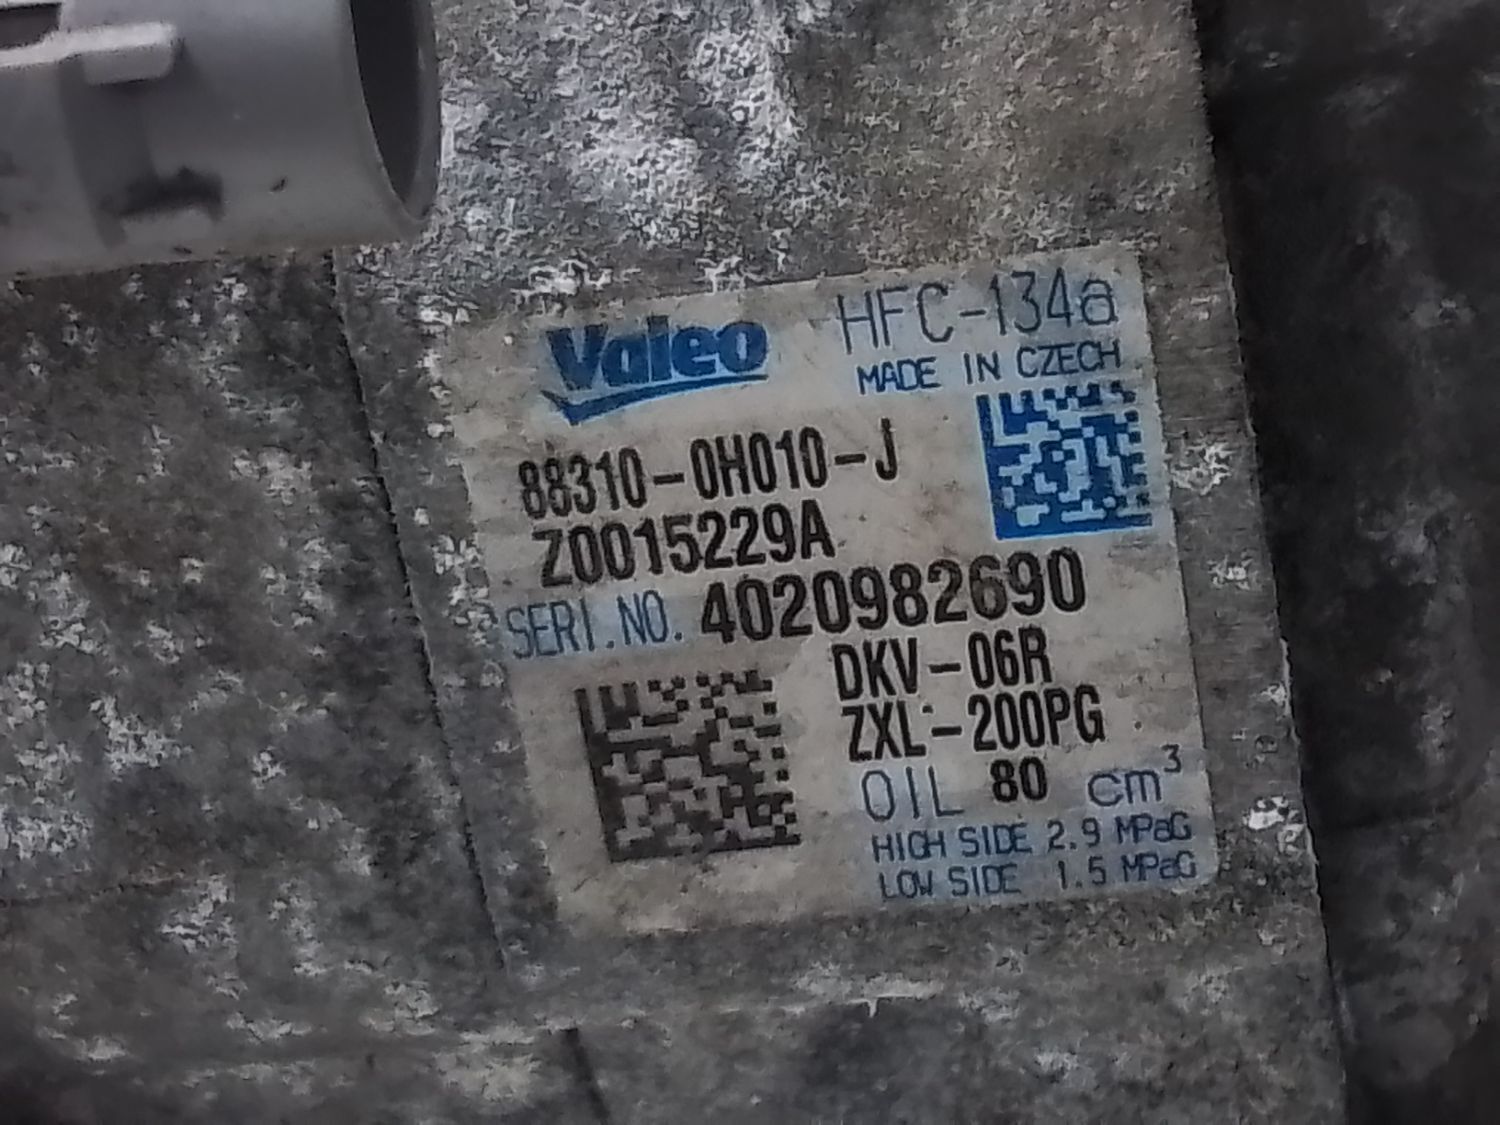 Valeo HFC-134a
MADE IN CZECH
88310-0H010-J
Z0015229A
SERI.NO. 4020982690
DKV-06R
ZXL-200PG
OIL 80 cm³
HIGH SIDE 2.9 MPaG
LOW SIDE 1.5 MPaG